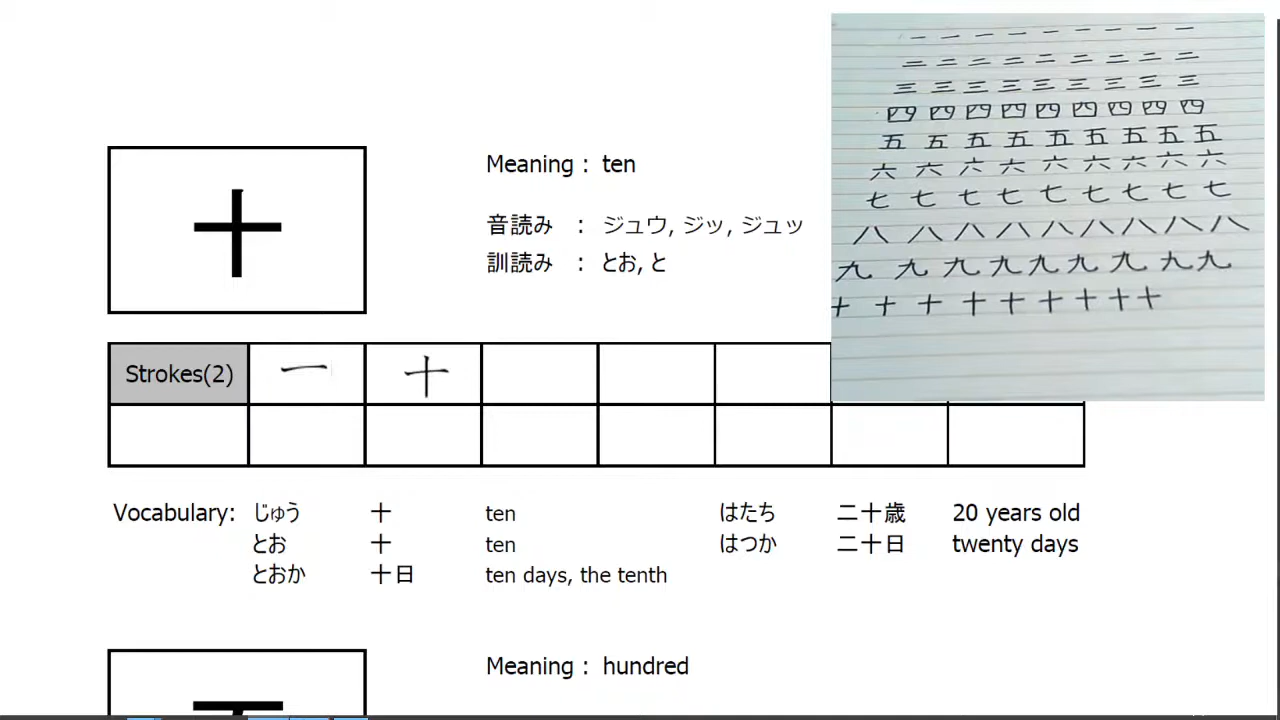 十
Meaning : ten
音読み : ジュウ, ジッ, ジュッ
訓読み : とお, と
一 一 一 一 一 一 一 一 一
二 二 二 二 二 二 二 二 二
三 三 三 三 三 三 三 三 三
四 四 四 四 四 四 四 四 四
五 五 五 五 五 五 五 五 五
六 六 六 六 六 六 六 六 六
七 七 七 七 七 七 七 七 七
八 八 八 八 八 八 八 八 八
九 九 九 九 九 九 九 九 九
十 十 十 十 十 十 十 十 十
Strokes(2) 一 十
Vocabulary: じゅう 十 ten はたち 二十歳 20 years old
とお 十 ten はつか 二十日 twenty days
とおか 十日 ten days, the tenth
Meaning : hundred